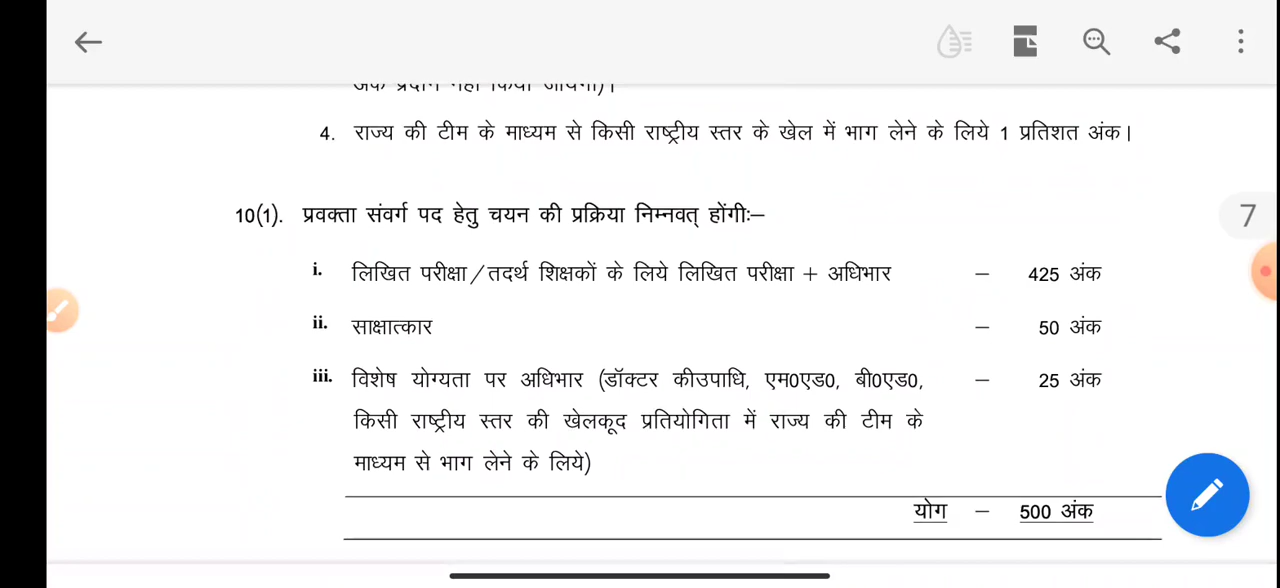 4. राज्य की टीम के माध्यम से किसी राष्ट्रीय स्तर के खेल में भाग लेने के लिये 1 प्रतिशत अंक।
10(1). प्रवक्ता संवर्ग पद हेतु चयन की प्रक्रिया निम्नवत् होंगीः–
7
i. लिखित परीक्षा/तदर्थ शिक्षकों के लिये लिखित परीक्षा + अधिभार – 425 अंक
ii. साक्षात्कार – 50 अंक
iii. विशेष योग्यता पर अधिभार (डॉक्टर कीउपाधि, एम0एड0, बी0एड0, – 25 अंक
किसी राष्ट्रीय स्तर की खेलकूद प्रतियोगिता में राज्य की टीम के
माध्यम से भाग लेने के लिये)
योग – 500 अंक